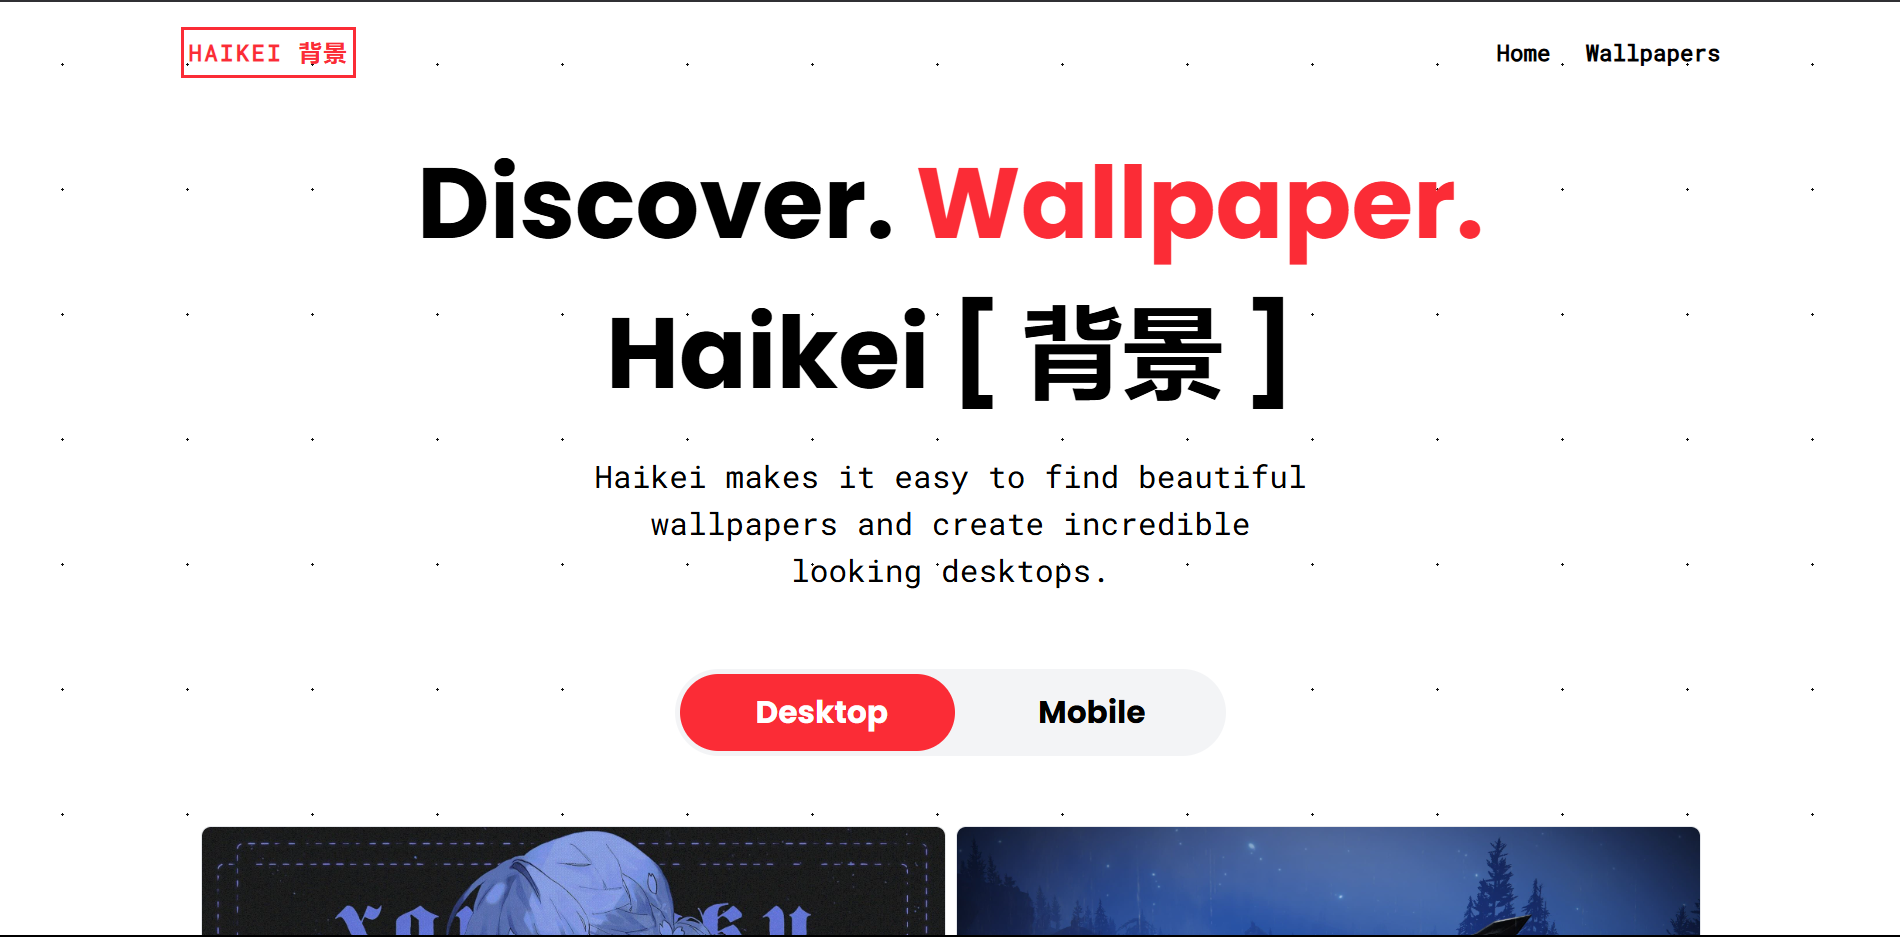 HAIKEI 背景
Home Wallpapers
Discover. Wallpaper.
Haikei [ 背景 ]
Haikei makes it easy to find beautiful
wallpapers and create incredible
looking desktops.
Desktop Mobile